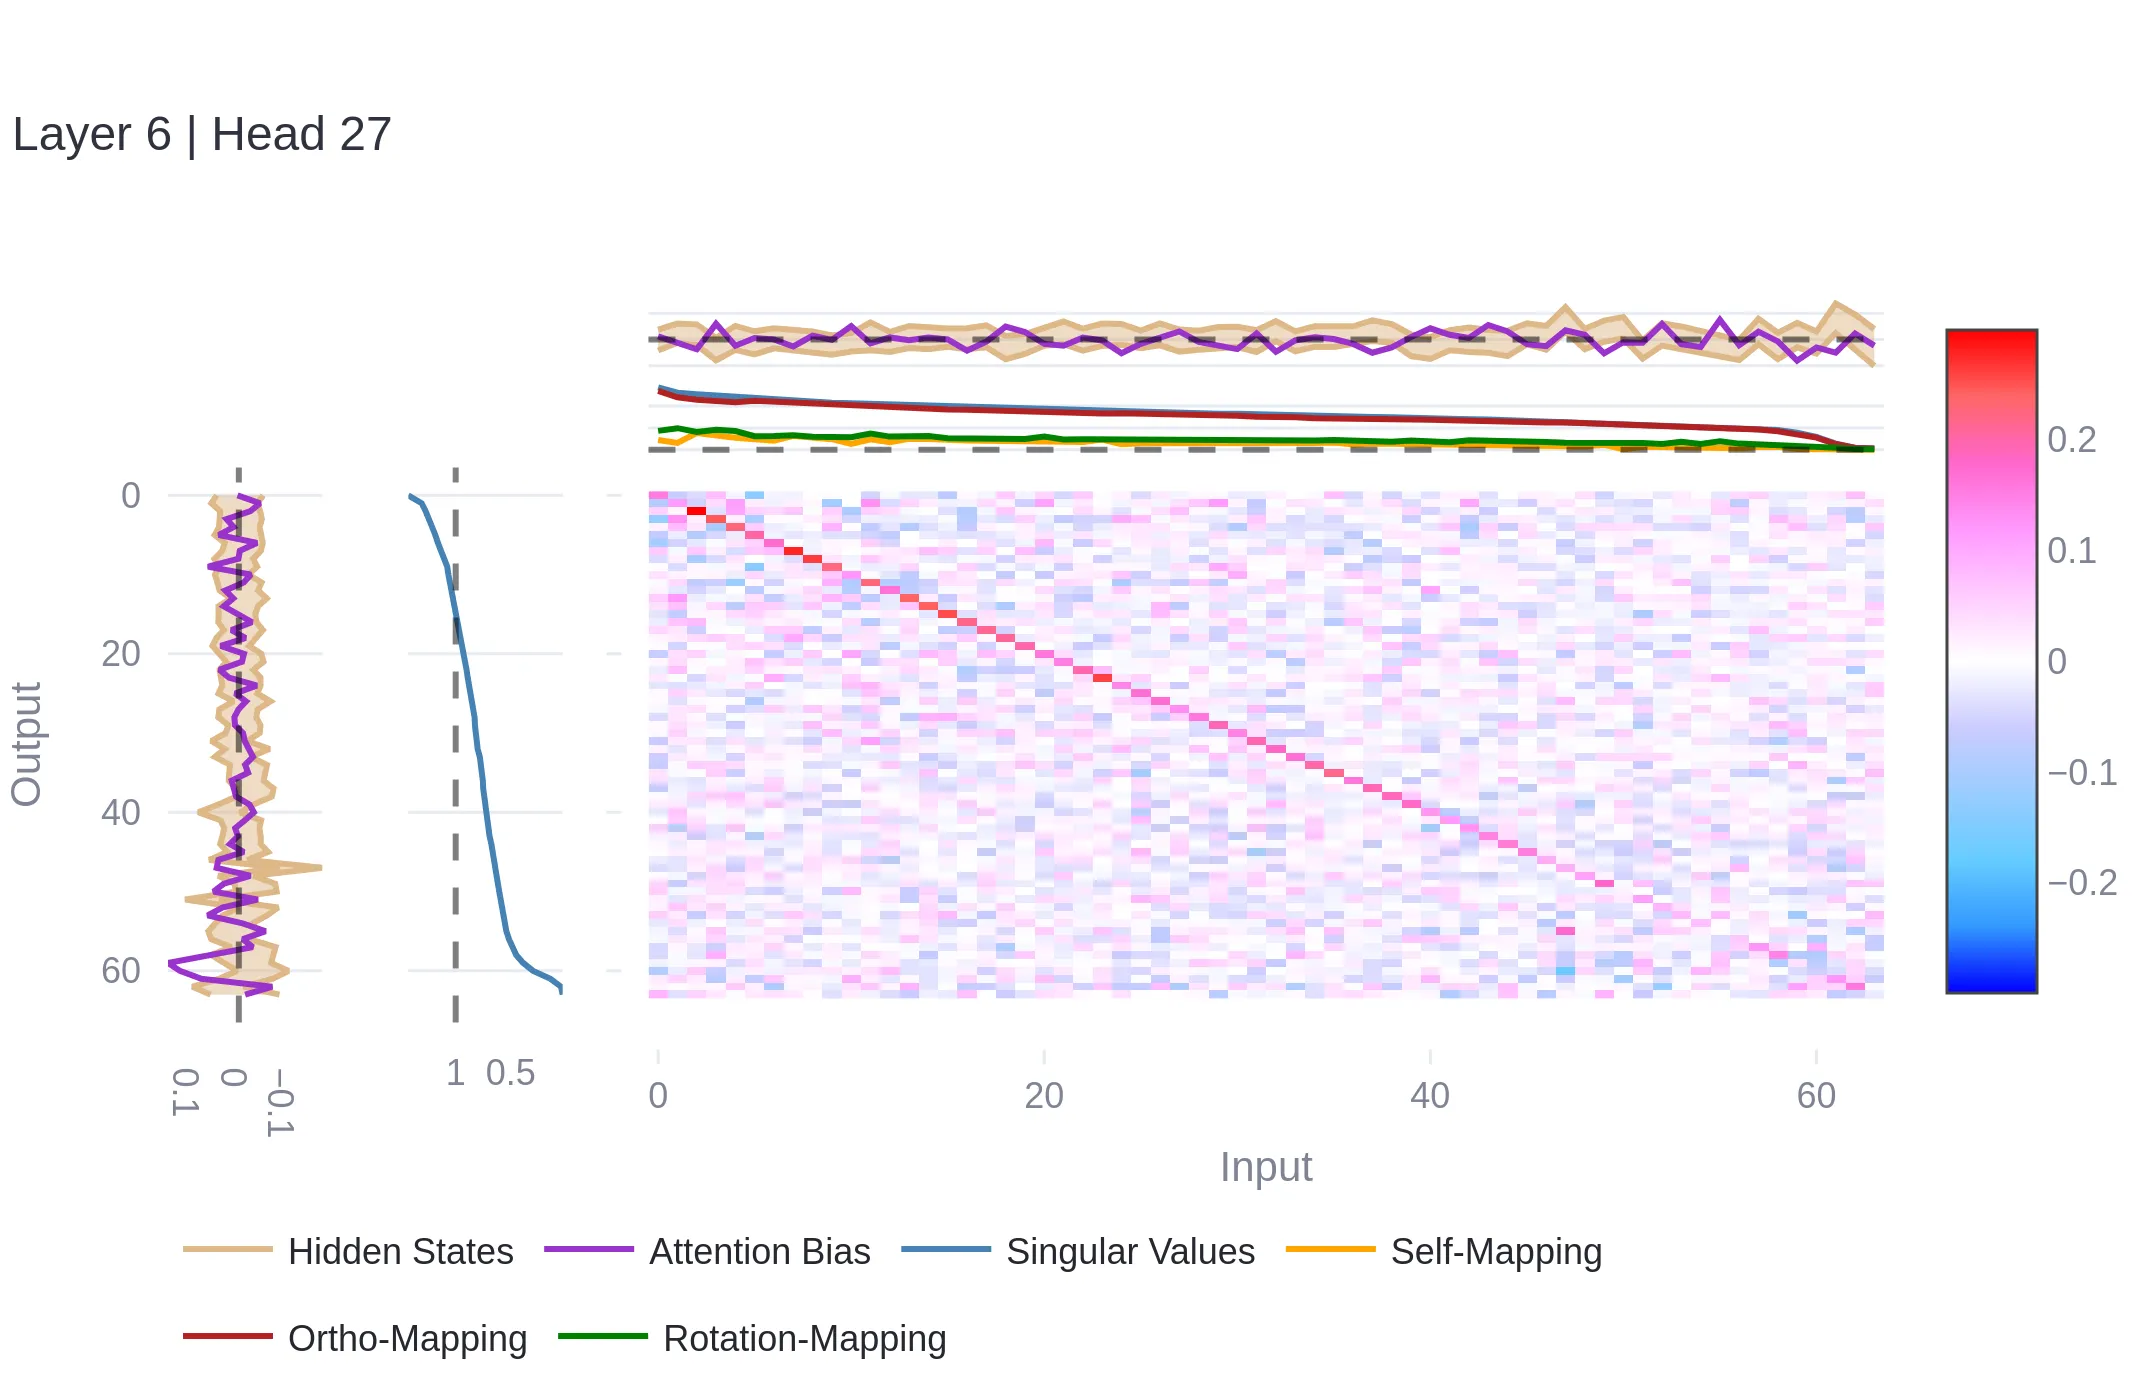 Layer 6 | Head 27
0
20
40
60
Output
0.1
0
−0.1
1
0.5
0
20
40
60
Input
0.2
0.1
0
−0.1
−0.2
Hidden States
Attention Bias
Singular Values
Self-Mapping
Ortho-Mapping
Rotation-Mapping